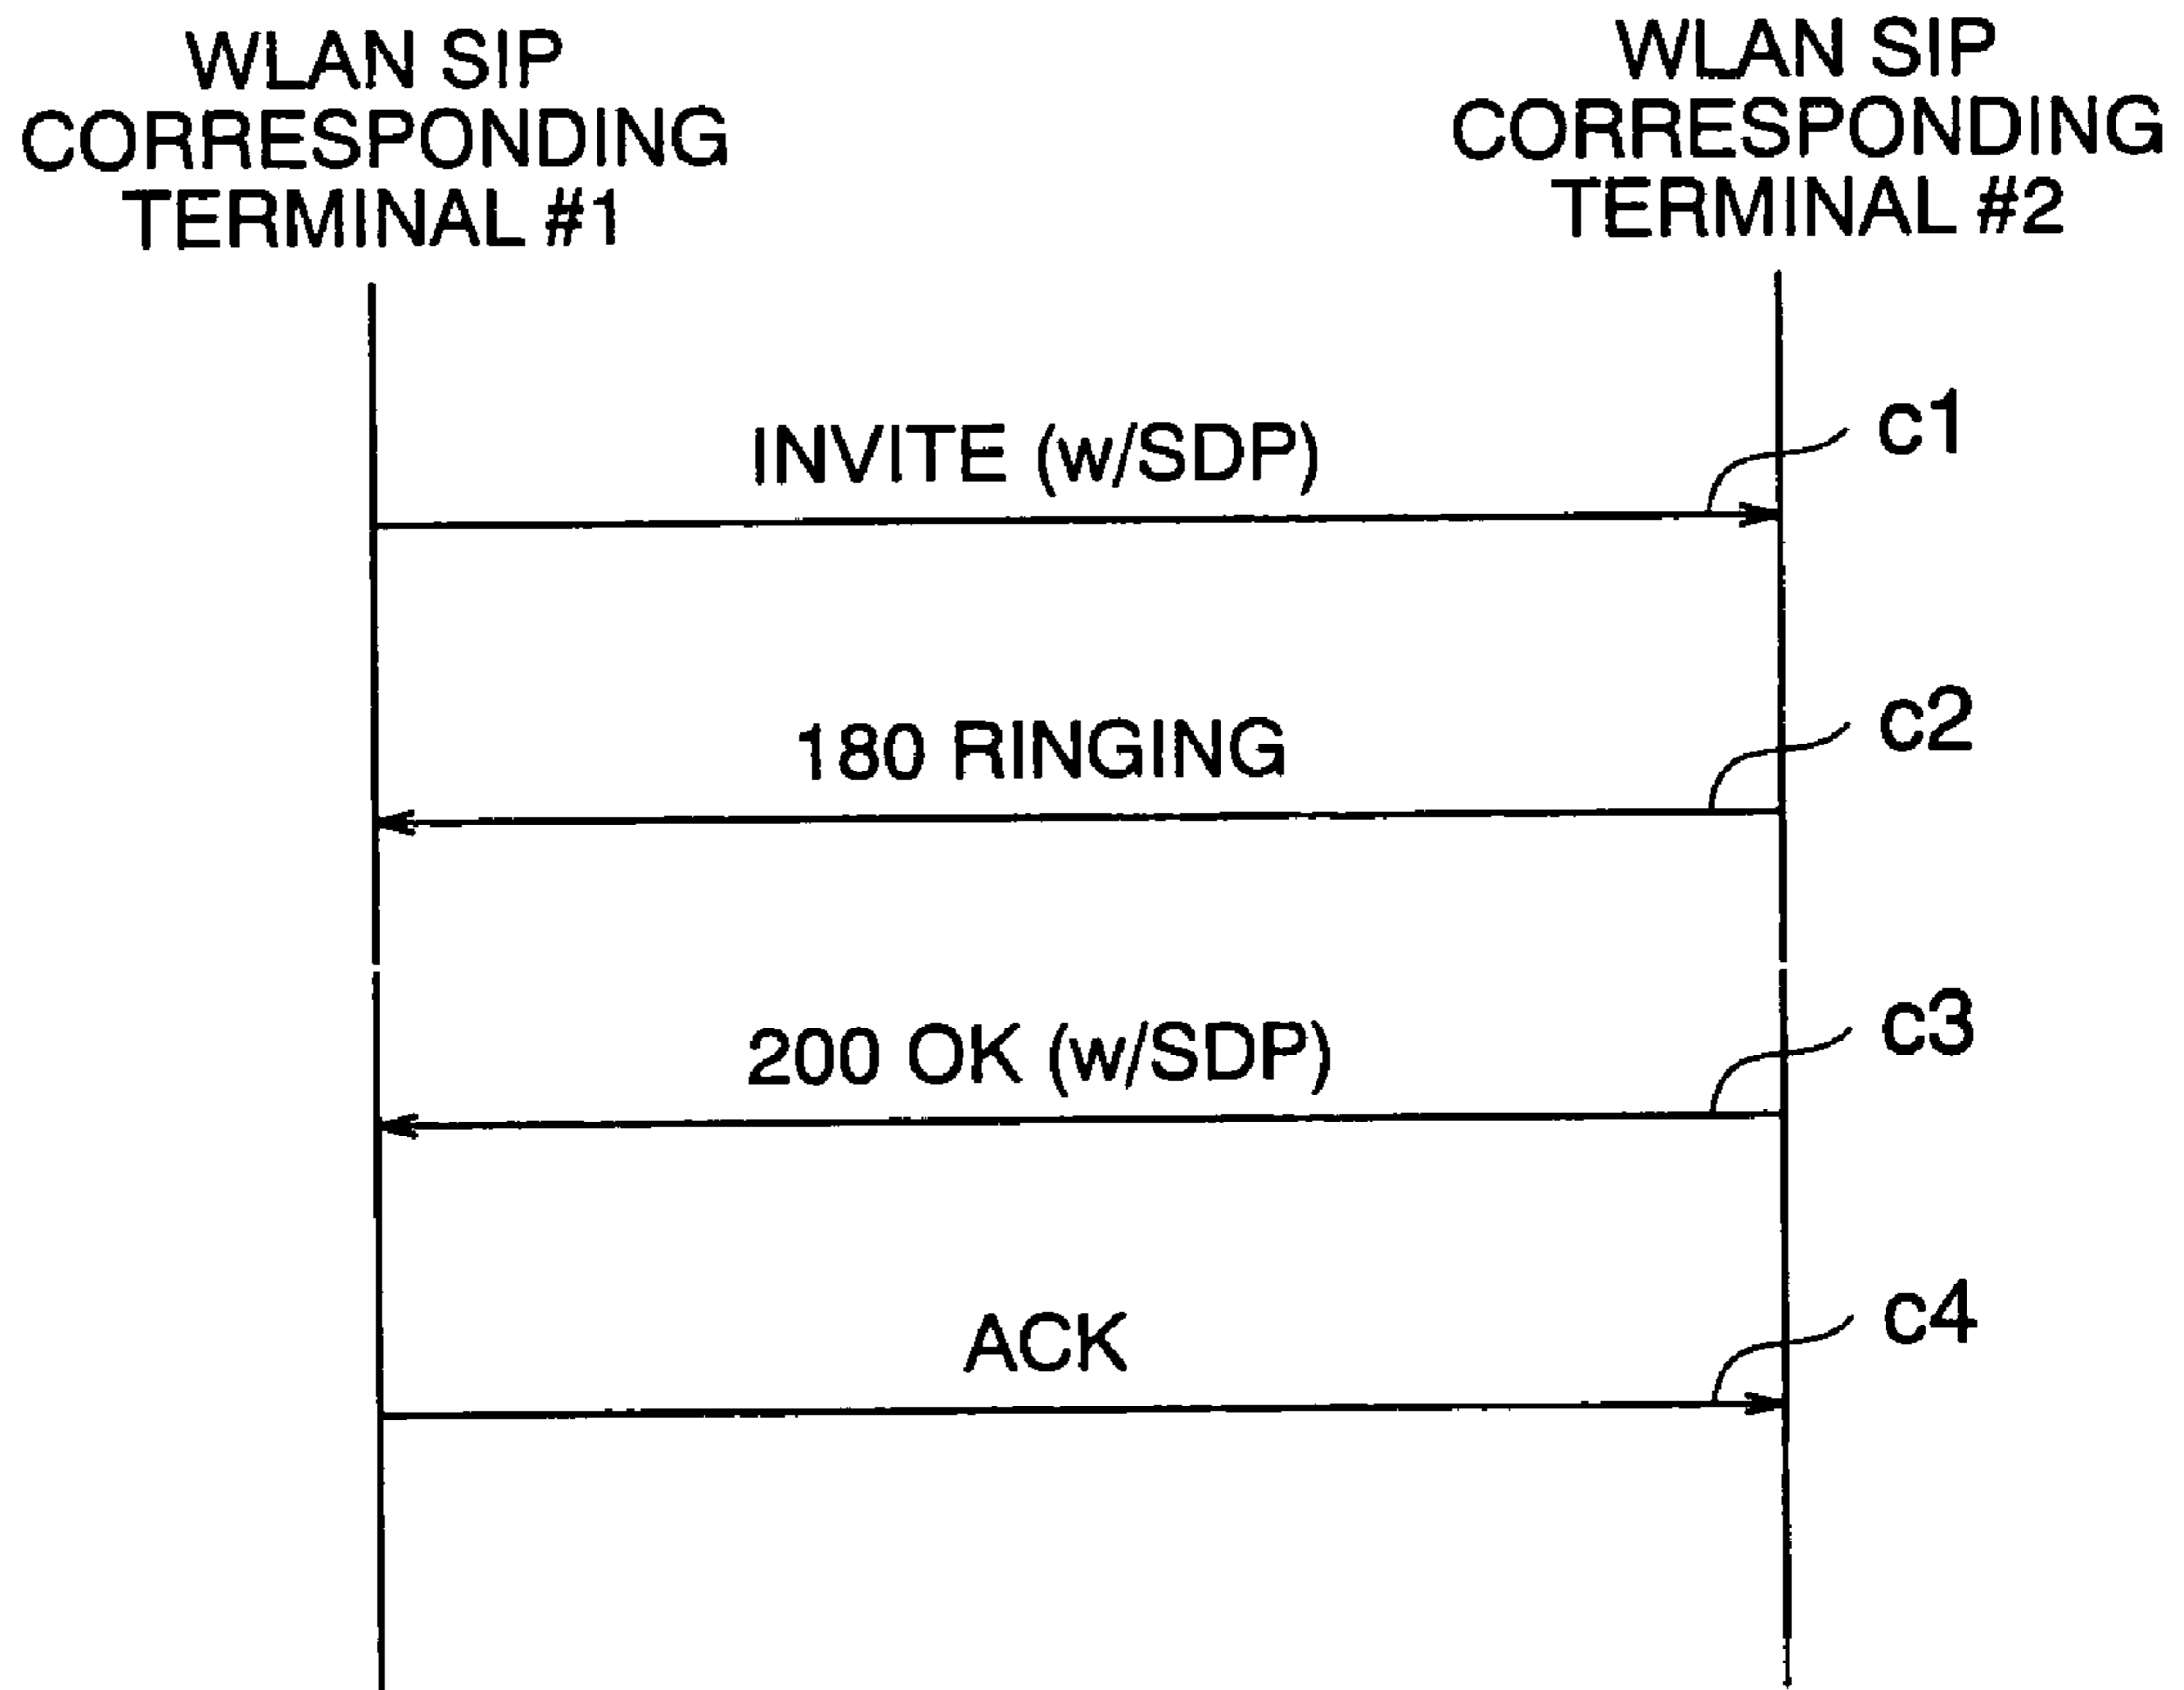 WLAN SIP
CORRESPONDING
TERMINAL #1
WLAN SIP
CORRESPONDING
TERMINAL #2
INVITE (w/SDP)
c1
180 RINGING
c2
200 OK (w/SDP)
c3
ACK
c4